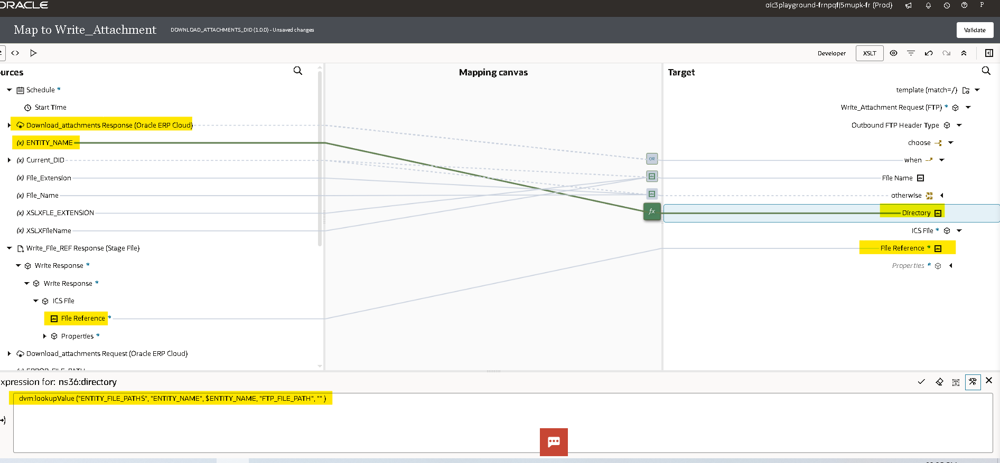 ORACLE
oic3playground-frnpqfj5mupk-fr (Prod)
P
Map to Write_Attachment
DOWNLOAD_ATTACHMENTS_DID (1.0.0) - Unsaved changes
Validate
Developer
XSLT
urces
Mapping canvas
Target
Schedule *
template (match=/)
Start Time
Write_Attachment Request (FTP) *
Download_attachments Response (Oracle ERP Cloud)
Outbound FTP Header Type
(x) ENTITY_NAME
choose
(x) Current_DID
OR
when
(x) File_Extension
File Name
(x) File_Name
otherwise
(x) XSLXFLE_EXTENSION
fx
Directory
(x) XSLXFileName
ICS File *
Write_File_REF Response (Stage File)
File Reference *
Write Response *
Properties *
Write Response *
ICS File
File Reference *
Properties *
Download_attachments Request (Oracle ERP Cloud)
xpression for: ns36:directory
dvm:lookupValue ("ENTITY_FILE_PATHS", "ENTITY_NAME", $ENTITY_NAME, "FTP_FILE_PATH", "" )